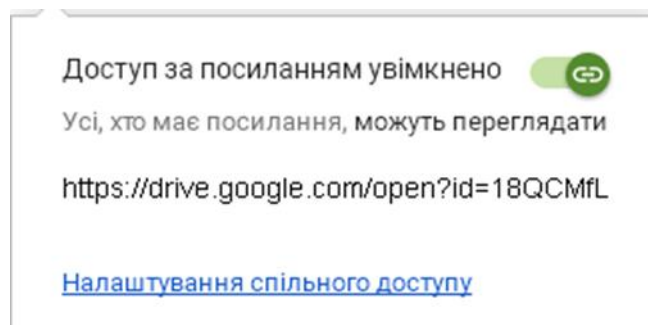 Доступ за посиланням увімкнено
Усі, хто має посилання, можуть переглядати
https://drive.google.com/open?id=18QCMfL
Налаштування спільного доступу